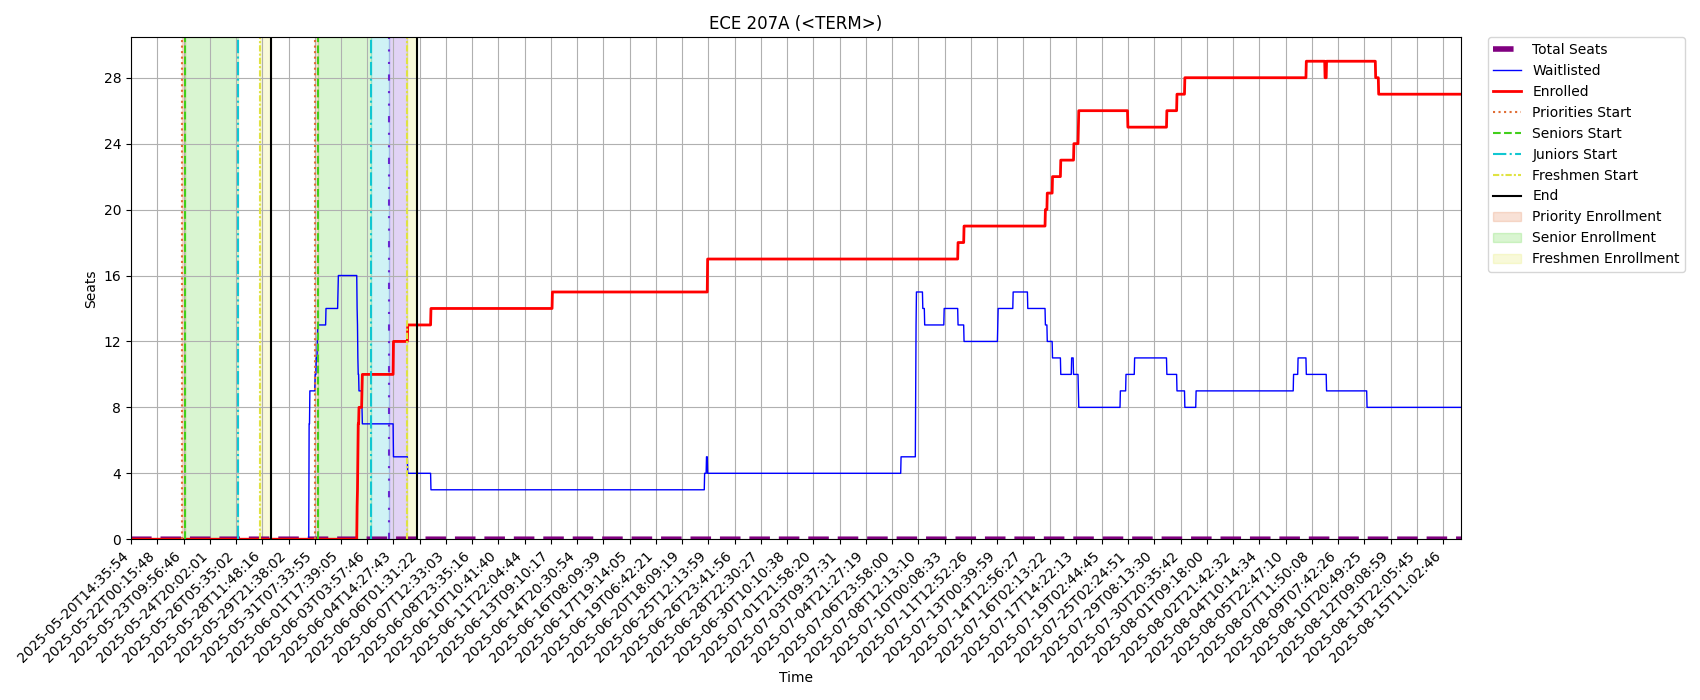 ECE 207A (<TERM>)
Total Seats
Waitlisted
Enrolled
Priorities Start
Seniors Start
Juniors Start
Freshmen Start
End
Priority Enrollment
Senior Enrollment
Freshmen Enrollment
Seats
28
24
20
16
12
8
4
0
2025-05-20T14:35:54
2025-05-22T00:15:48
2025-05-23T09:56:46
2025-05-24T20:02:01
2025-05-26T05:35:02
2025-05-28T11:48:16
2025-05-29T21:38:02
2025-05-31T07:33:55
2025-06-01T17:39:05
2025-06-03T03:57:46
2025-06-04T14:27:43
2025-06-06T01:31:22
2025-06-07T12:33:03
2025-06-08T23:35:16
2025-06-10T10:41:40
2025-06-11T22:04:44
2025-06-13T09:10:17
2025-06-14T20:30:54
2025-06-16T08:09:39
2025-06-17T19:14:05
2025-06-19T06:42:21
2025-06-20T18:09:19
2025-06-25T12:13:59
2025-06-26T23:41:56
2025-06-28T22:30:27
2025-06-30T10:10:38
2025-07-01T21:58:20
2025-07-03T09:37:31
2025-07-04T21:27:19
2025-07-06T23:58:00
2025-07-08T12:13:10
2025-07-10T00:08:33
2025-07-11T11:52:26
2025-07-13T00:39:59
2025-07-14T12:56:27
2025-07-16T02:13:22
2025-07-17T14:22:13
2025-07-19T02:44:45
2025-07-25T02:24:51
2025-07-29T08:13:30
2025-07-30T20:35:42
2025-08-01T09:18:00
2025-08-02T21:42:32
2025-08-04T10:14:34
2025-08-05T22:47:10
2025-08-07T11:50:08
2025-08-09T07:42:26
2025-08-10T20:49:25
2025-08-12T09:08:59
2025-08-13T22:05:45
2025-08-15T11:02:46
Time